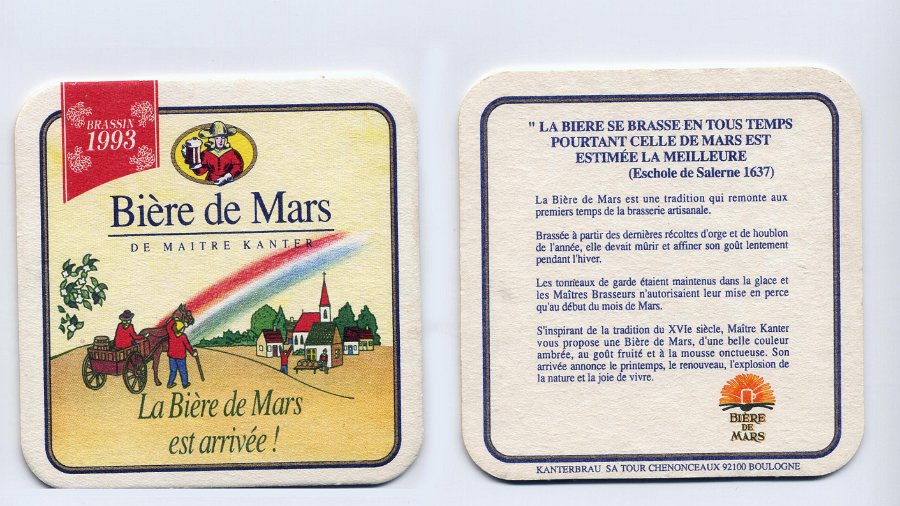 BRASSIN
1993
Bière de Mars
DE MAITRE KANTER
La Bière de Mars
est arrivée !
" LA BIERE SE BRASSE EN TOUS TEMPS
POURTANT CELLE DE MARS EST
ESTIMÉE LA MEILLEURE
(Eschole de Salerne 1637)
La Bière de Mars est une tradition qui remonte aux
premiers temps de la brasserie artisanale.
Brassée à partir des dernières récoltes d'orge et de houblon
de l'année, elle devait mûrir et affiner son goût lentement
pendant l'hiver.
Les tonneaux de garde étaient maintenus dans la glace et
les Maîtres Brasseurs n'autorisaient leur mise en perce
qu'au début du mois de Mars.
S'inspirant de la tradition du XVIe siècle, Maître Kanter
vous propose une Bière de Mars, d'une belle couleur
ambrée, au goût fruité et à la mousse onctueuse. Son
arrivée annonce le printemps, le renouveau, l'explosion de
la nature et la joie de vivre.
BIÈRE
DE
MARS
KANTERBRAU SA TOUR CHENONCEAUX 92100 BOULOGNE